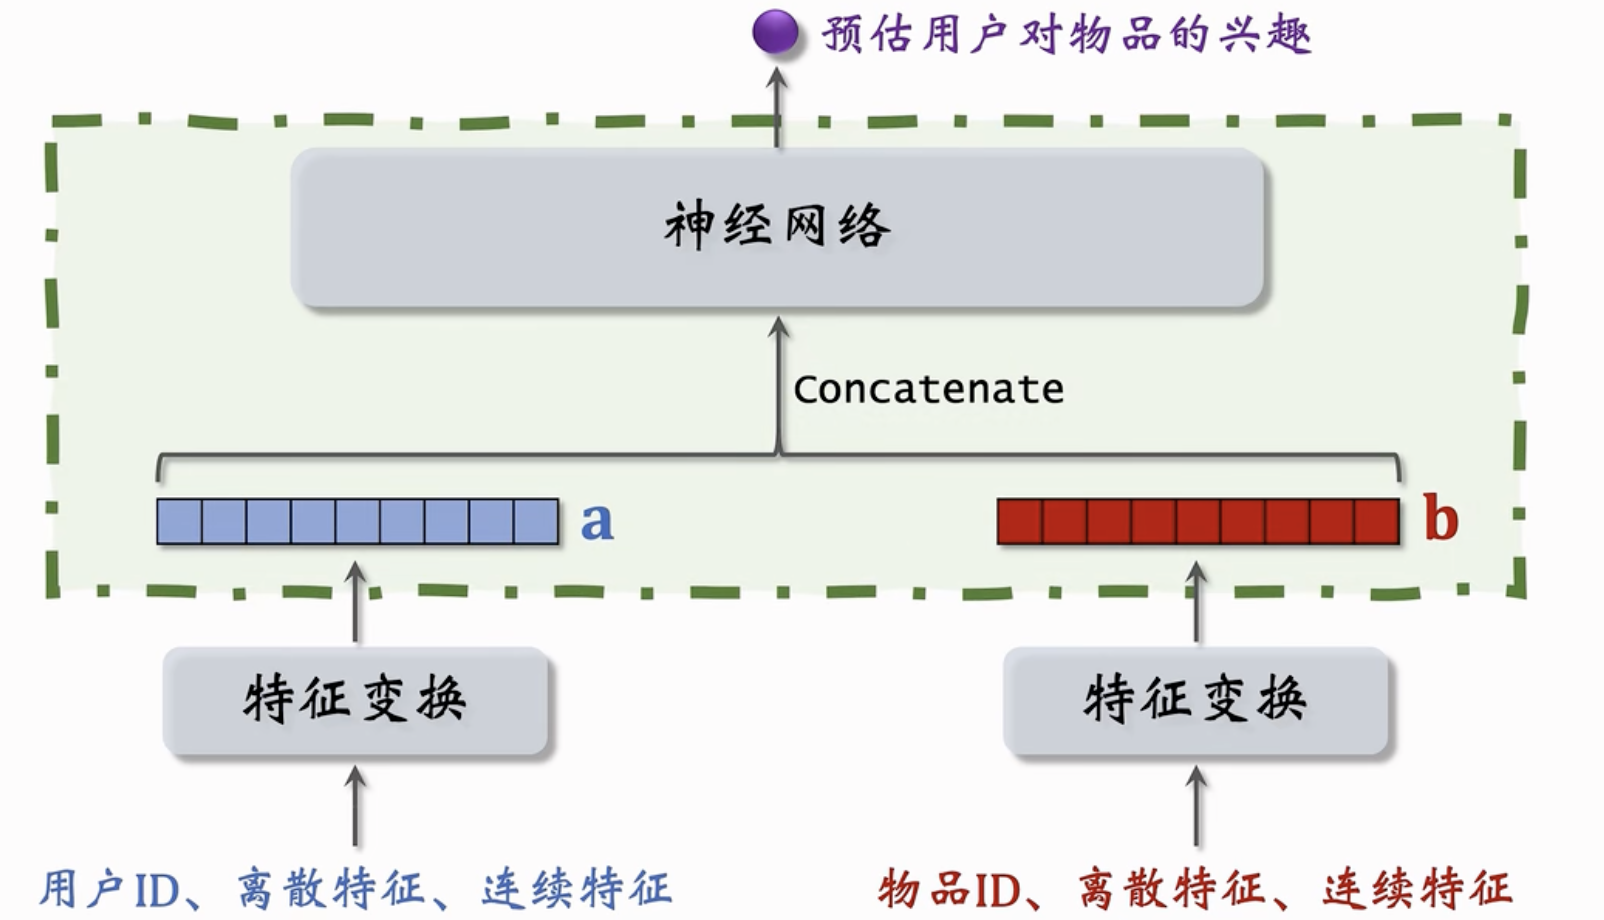 预估用户对物品的兴趣
神经网络
Concatenate
a
b
特征变换
特征变换
用户ID、离散特征、连续特征
物品ID、离散特征、连续特征